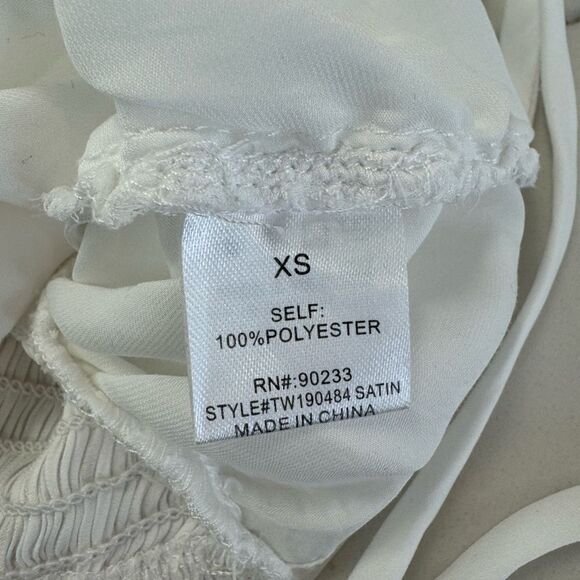 XS
SELF:
100%POLYESTER
RN#:90233
STYLE#TW190484 SATIN
MADE IN CHINA